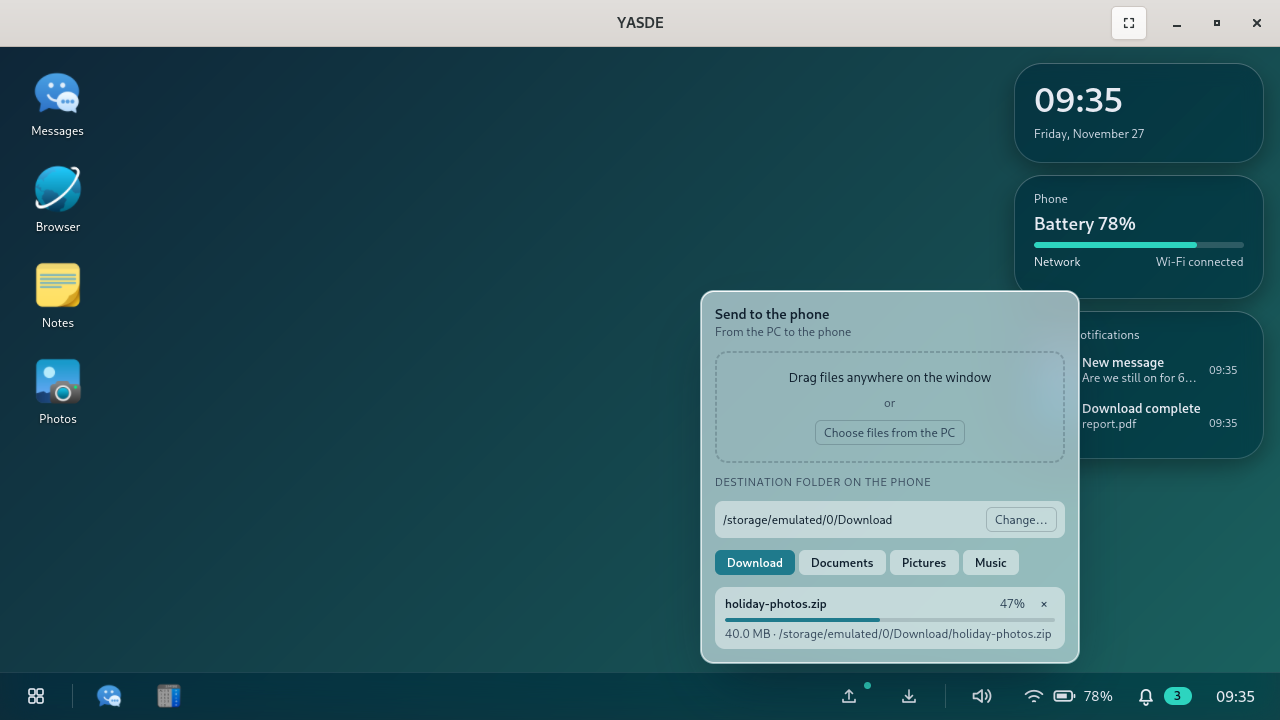 YASDE
Messages
Browser
Notes
Photos
09:35
Friday, November 27
Phone
Battery 78%
Network Wi-Fi connected
otifications
New message
Are we still on for 6… 09:35
Download complete
report.pdf 09:35
Send to the phone
From the PC to the phone
Drag files anywhere on the window
or
Choose files from the PC
DESTINATION FOLDER ON THE PHONE
/storage/emulated/0/Download Change…
Download Documents Pictures Music
holiday-photos.zip 47% ×
40.0 MB · /storage/emulated/0/Download/holiday-photos.zip
78% 3 09:35